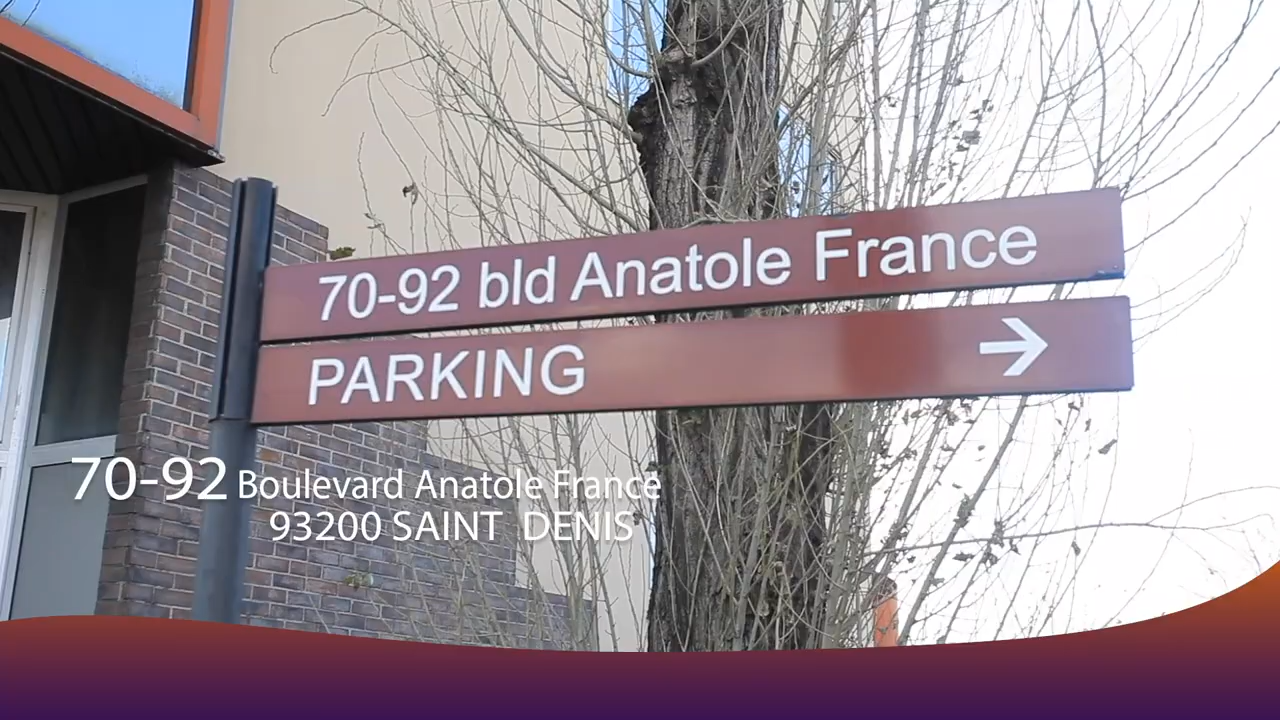 70-92 bld Anatole France
PARKING →
70-92 Boulevard Anatole France
93200 SAINT DENIS